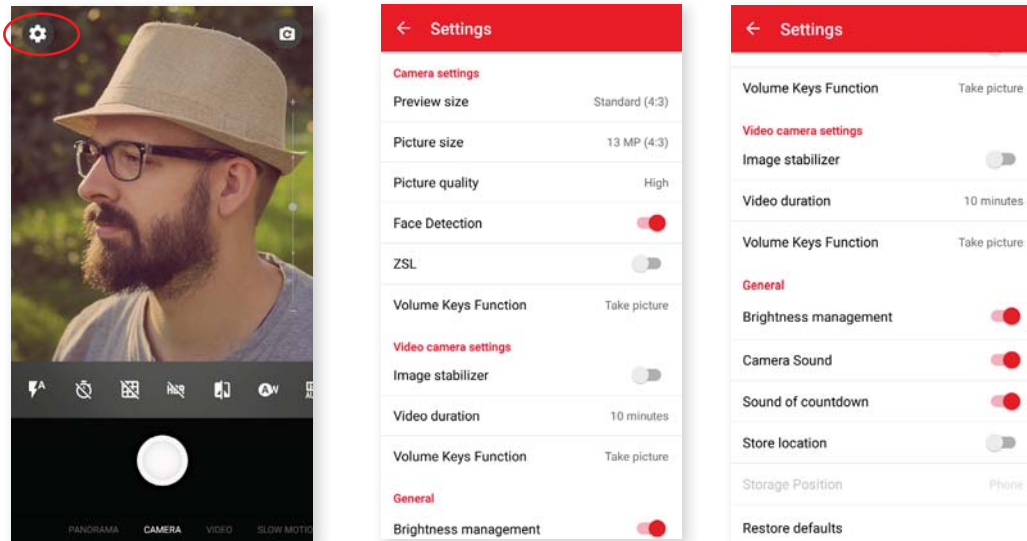 A
HDR
AW
PANORAMA CAMERA VIDEO SLOW MOTIO
Settings
Camera settings
Preview size Standard (4:3)
Picture size 13 MP (4:3)
Picture quality High
Face Detection
ZSL
Volume Keys Function Take picture
Video camera settings
Image stabilizer
Video duration 10 minutes
Volume Keys Function Take picture
General
Brightness management
Settings
Volume Keys Function Take picture
Video camera settings
Image stabilizer
Video duration 10 minutes
Volume Keys Function Take picture
General
Brightness management
Camera Sound
Sound of countdown
Store location
Storage Position Phone
Restore defaults